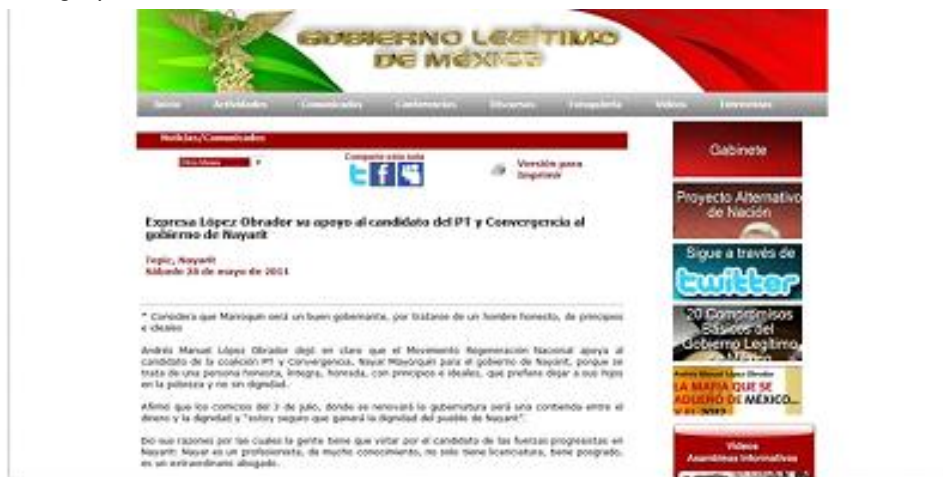 GOBIERNO LEGÍTIMO
DE MÉXICO
Inicio Actividades Comunicados Conferencias Discursos Fonoteca Videos Entrevistas
Noticias/Comunicados
Comparte esta nota
Versión para
Imprimir
Expresa López Obrador su apoyo al candidato del PT y Convergencia al
gobierno de Nayarit
Tepic, Nayarit
Sábado 28 de mayo de 2011
* Considera que Marroquín será un buen gobernante, por tratarse de un hombre honesto, de principios
e ideales
Andrés Manuel López Obrador dejó en claro que el Movimiento Regeneración Nacional apoya al
candidato de la coalición PT y Convergencia, Nayar Mayorquín para el gobierno de Nayarit, porque se
trata de una persona honesta, íntegra, honrada, con principios e ideales, que prefiere dejar a sus hijos
en la pobreza y no sin dignidad.
Afirmó que los comicios del 3 de julio, donde se renovará la gubernatura será una contienda entre el
dinero y la dignidad y "estoy seguro que ganará la dignidad del pueblo de Nayarit".
Dio sus razones por las cuales la gente tiene que votar por el candidato de las fuerzas progresistas en
Nayarit: Nayar es un profesionista, de mucho conocimiento, no solo tiene licenciatura, tiene posgrado,
es un extraordinario abogado.
Gabinete
Proyecto Alternativo
de Nación
Sigue a través de
twitter
20 Compromisos
Básicos del
Gobierno Legítimo
de México
Andrés Manuel López Obrador
LA MAFIA QUE SE
ADUEÑÓ DE MÉXICO...
Videos
Asambleas Informativas